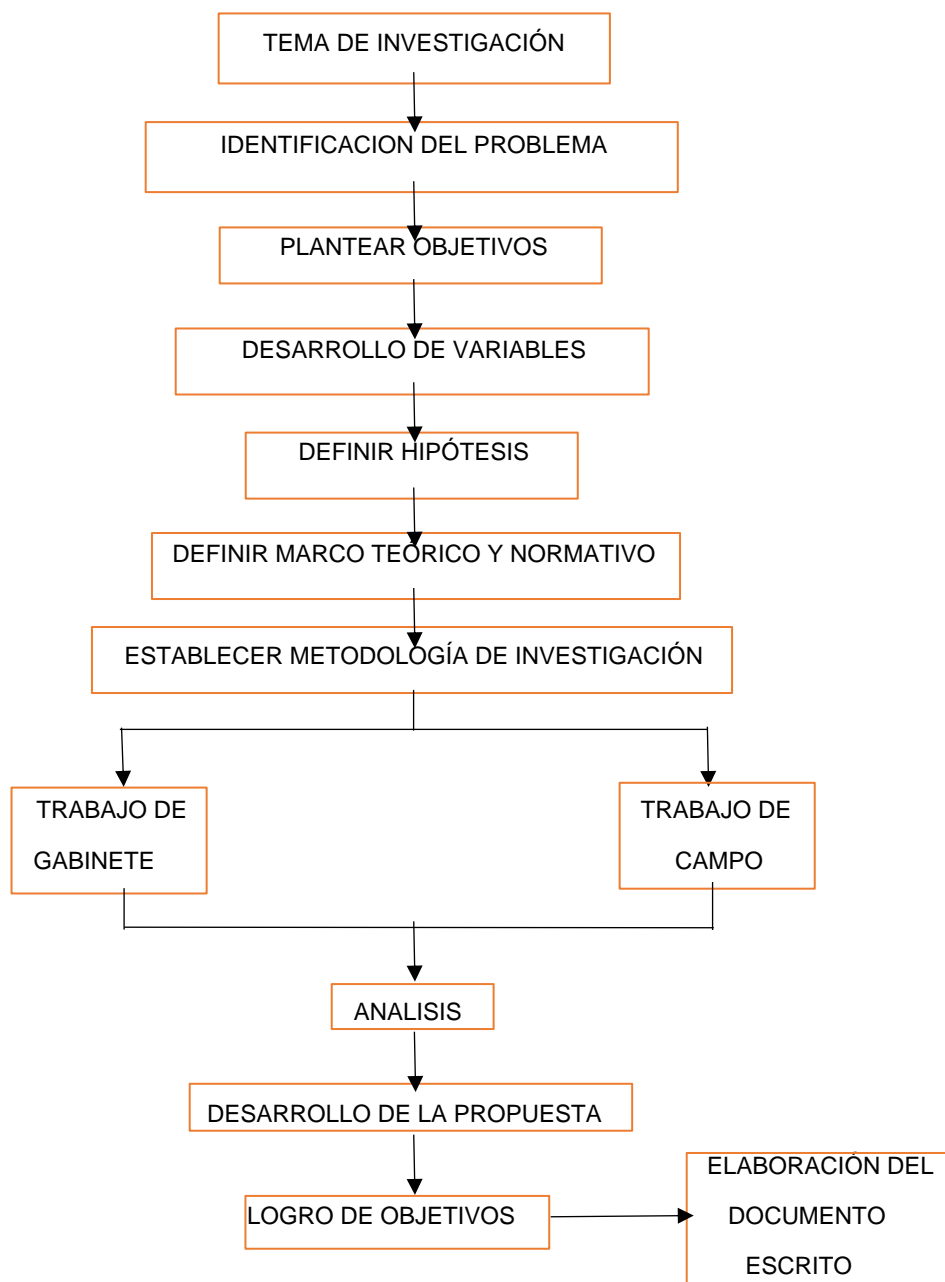 TEMA DE INVESTIGACIÓN
IDENTIFICACION DEL PROBLEMA
PLANTEAR OBJETIVOS
DESARROLLO DE VARIABLES
DEFINIR HIPÓTESIS
DEFINIR MARCO TEÓRICO Y NORMATIVO
ESTABLECER METODOLOGÍA DE INVESTIGACIÓN
TRABAJO DE
GABINETE
TRABAJO DE
CAMPO
ANALISIS
DESARROLLO DE LA PROPUESTA
LOGRO DE OBJETIVOS
ELABORACIÓN DEL
DOCUMENTO
ESCRITO